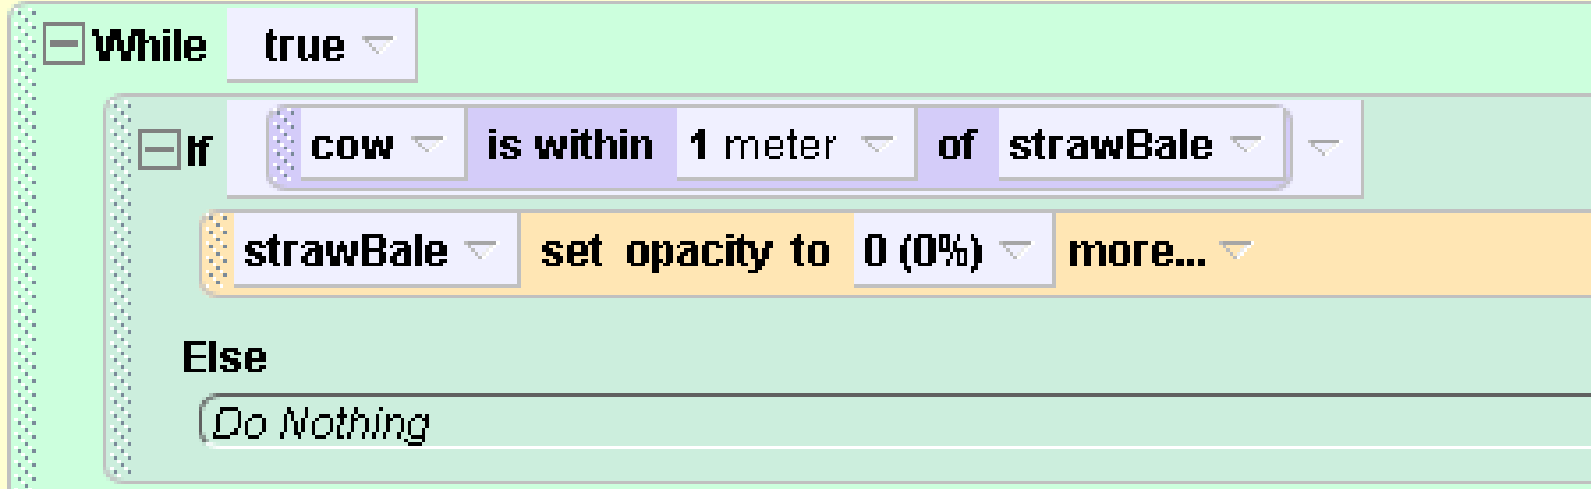 While true
If cow is within 1 meter of strawBale
strawBale set opacity to 0 (0%) more...
Else
Do Nothing